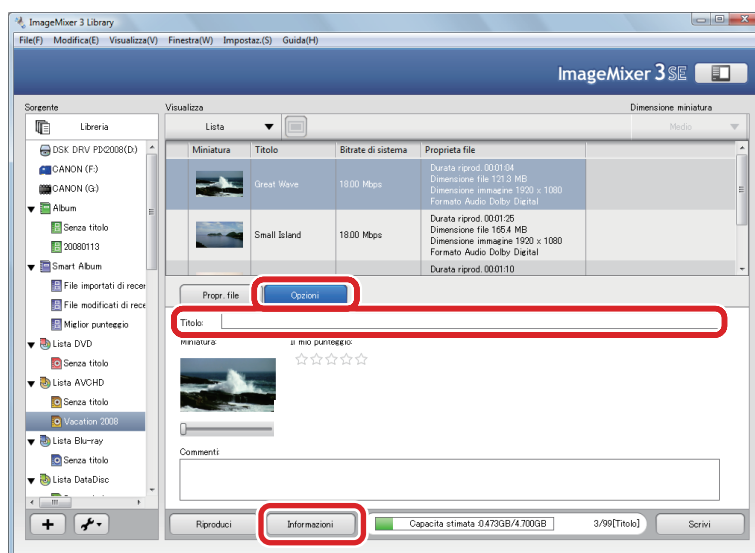 ImageMixer 3 Library
File(F) Modifica(E) Visualizza(V) Finestra(W) Impostaz.(S) Guida(H)
ImageMixer 3 SE
Sorgente
Visualizza
Dimensione miniatura
Libreria
Lista
Medio
DSK DRV PD2008(D:)
CANON (F:)
CANON (G:)
Album
Senza titolo
20080113
Smart Album
File importati di recer
File modificati di rece
Miglior punteggio
Lista DVD
Senza titolo
Lista AVCHD
Senza titolo
Vacation 2008
Lista Blu-ray
Senza titolo
Lista DataDisc
Miniatura Titolo Bitrate di sistema Proprieta file
Great Wave 18.00 Mbps
Durata riprod. 00:01:04
Dimensione file 121.3 MB
Dimensione immagine 1920 x 1080
Formato Audio Dolby Digital
Small Island 18.00 Mbps
Durata riprod. 00:01:25
Dimensione file 165.4 MB
Dimensione immagine 1920 x 1080
Formato Audio Dolby Digital
Durata riprod. 00:01:10
Propr. file
Opzioni
Titolo:
Miniatura:
Il mio punteggio:
Commenti:
Riproduci
Informazioni
Capacita stimata :0.473GB/4.700GB
3/99[Titolo]
Scrivi